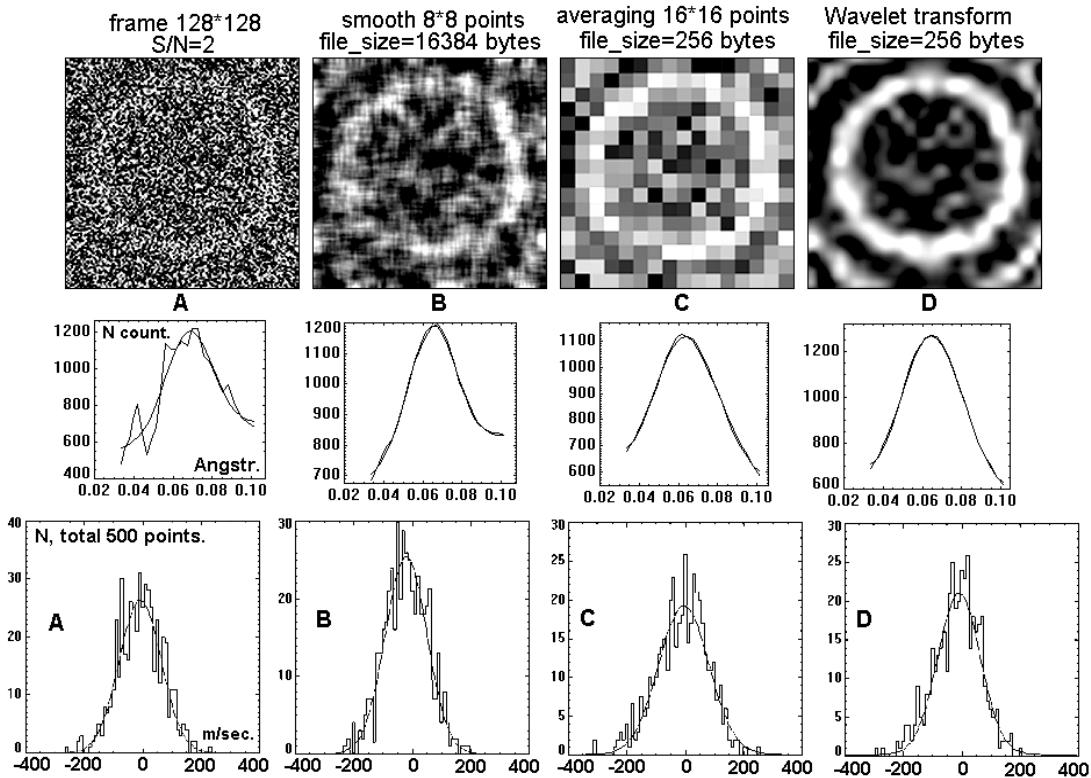 frame 128*128
S/N=2
smooth 8*8 points
file_size=16384 bytes
averaging 16*16 points
file_size=256 bytes
Wavelet transform
file_size=256 bytes
A
B
C
D
1200
1000
800
600
400
N count.
Angstr.
0.02 0.04 0.06 0.08 0.10
1200
1100
1000
900
800
700
0.02 0.04 0.06 0.08 0.10
1100
1000
900
800
700
600
0.02 0.04 0.06 0.08 0.10
1200
1000
800
600
0.02 0.04 0.06 0.08 0.10
40
30
20
10
0
N, total 500 points.
A
m/sec.
-400 -200 0 200 400
30
20
10
0
B
-400 -200 0 200 400
30
25
20
15
10
5
0
C
-400 -200 0 200 400
30
25
20
15
10
5
0
D
-400 -200 0 200 400